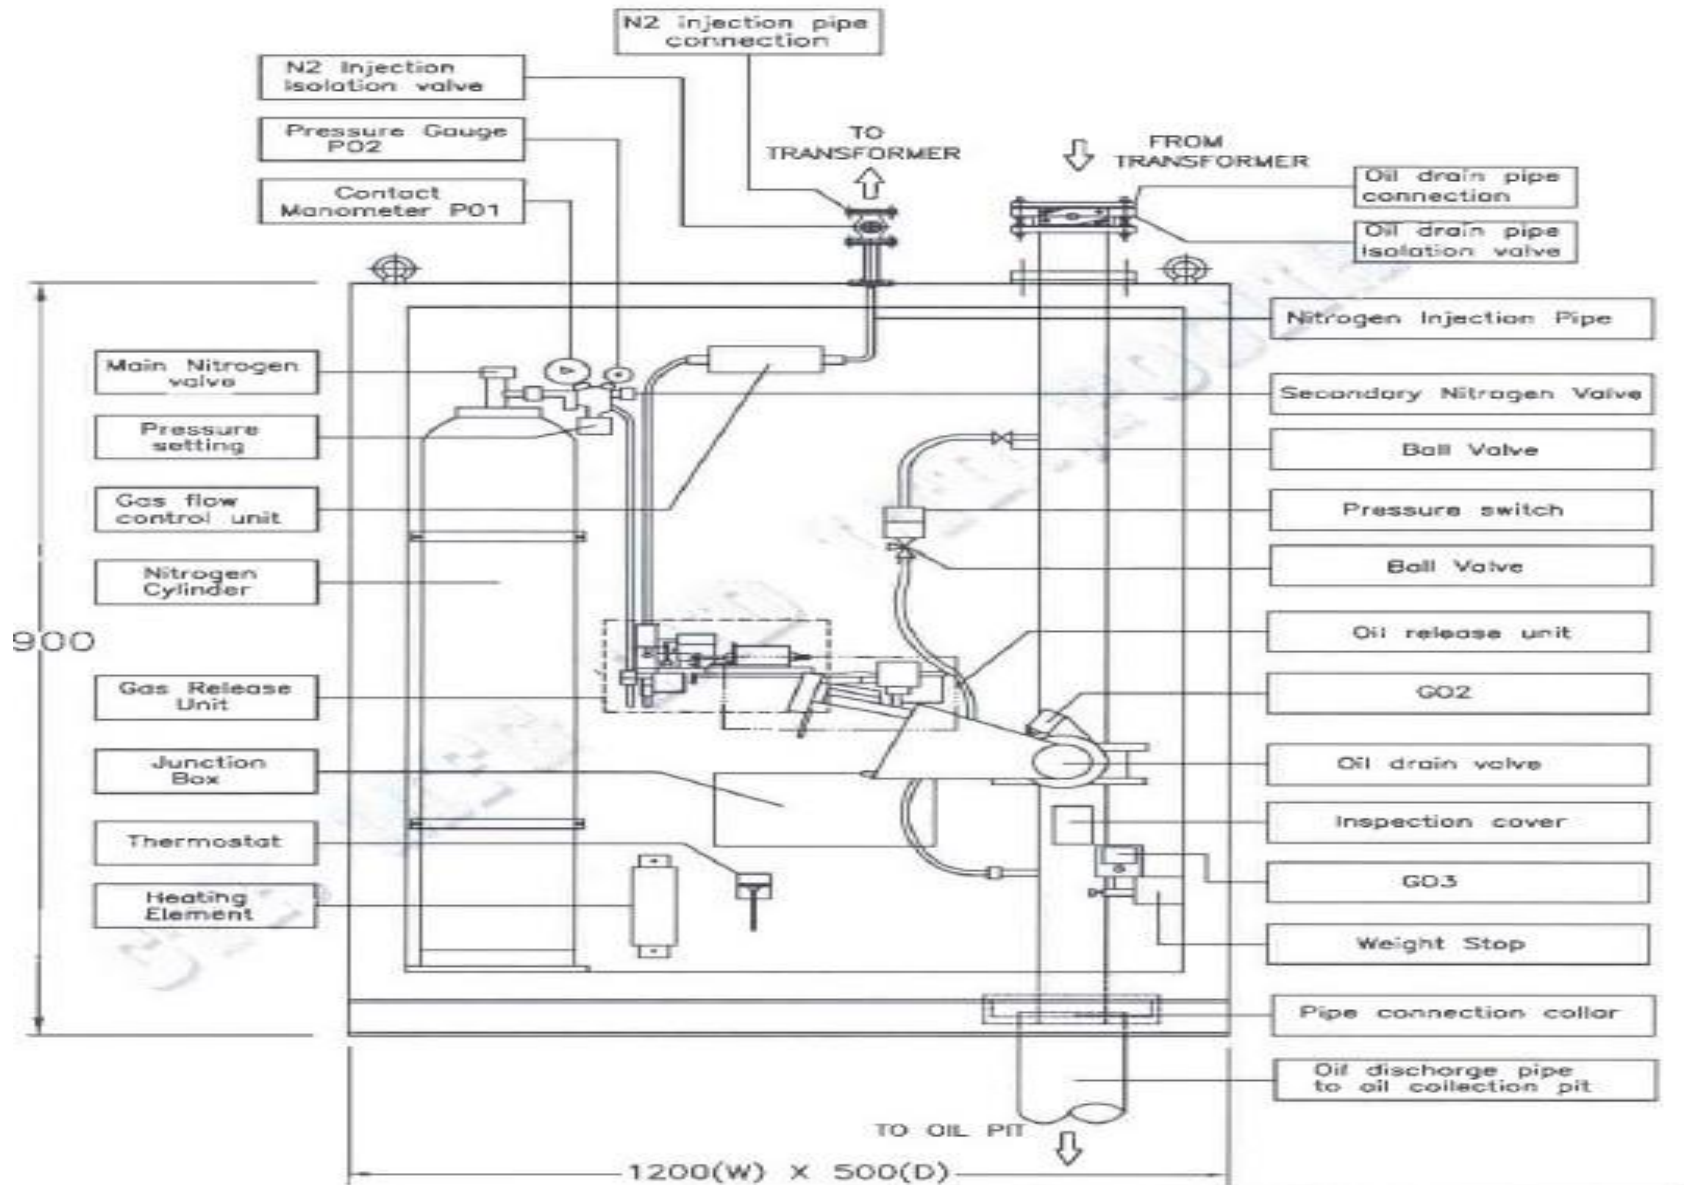 N2 injection pipe
connection
N2 Injection
Isolation valve
Pressure Gauge
P02
Contact
Manometer P01
TO
TRANSFORMER
FROM
TRANSFORMER
Oil drain pipe
connection
Oil drain pipe
Isolation valve
Main Nitrogen
valve
Pressure
setting
Gas flow
control unit
Nitrogen
Cylinder
900
Gas Release
Unit
Junction
Box
Thermostat
Heating
Element
Nitrogen Injection Pipe
Secondary Nitrogen Valve
Ball Valve
Pressure switch
Ball Valve
Oil release unit
G02
Oil drain valve
Inspection cover
G03
Weight Stop
Pipe connection collar
Oil discharge pipe
to oil collection pit
TO OIL PIT
1200(W) X 500(D)